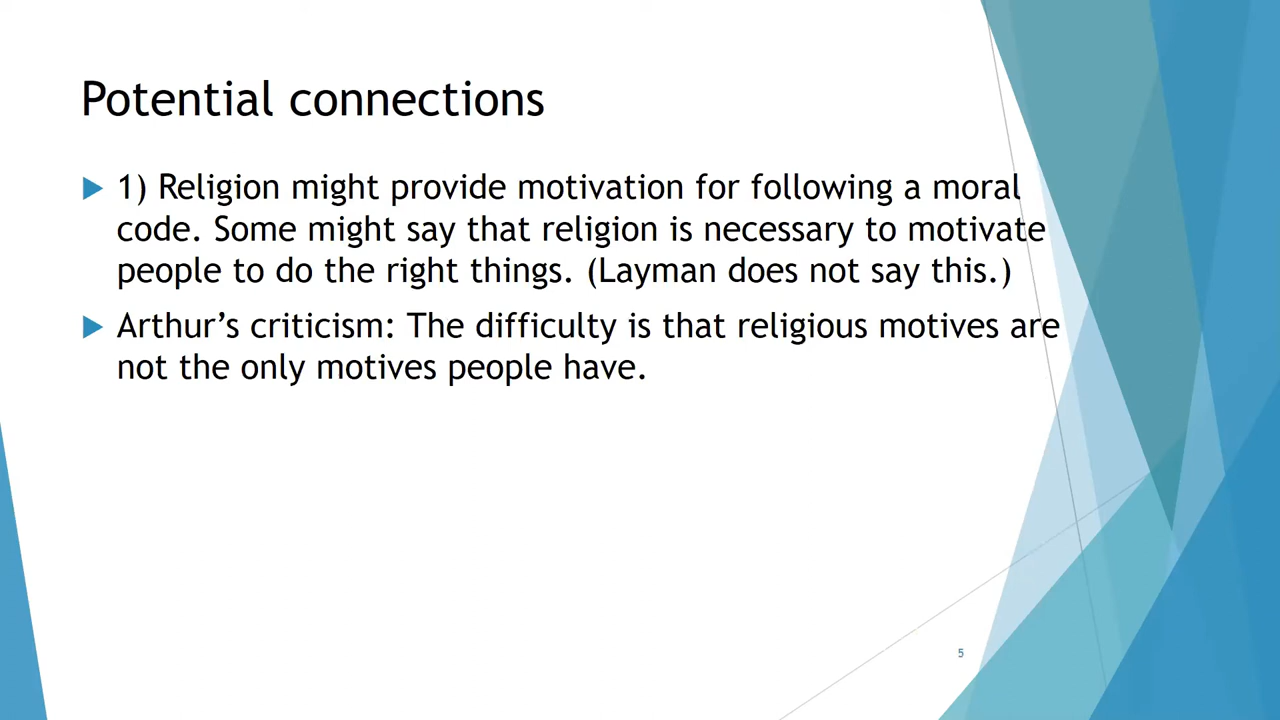 Potential connections
1) Religion might provide motivation for following a moral
code. Some might say that religion is necessary to motivate
people to do the right things. (Layman does not say this.)
Arthur’s criticism: The difficulty is that religious motives are
not the only motives people have.
5